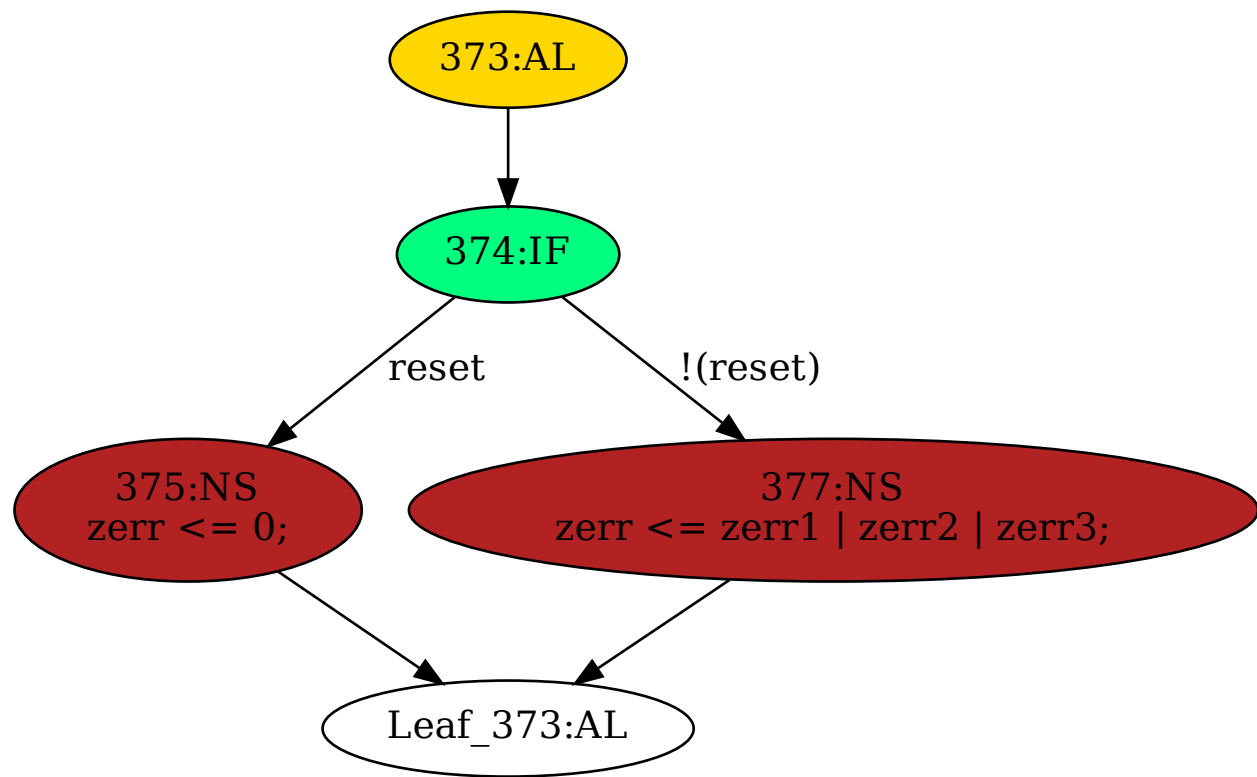 373:AL
374:IF
reset
!(reset)
375:NS
zerr <= 0;
377:NS
zerr <= zerr1 | zerr2 | zerr3;
Leaf_373:AL